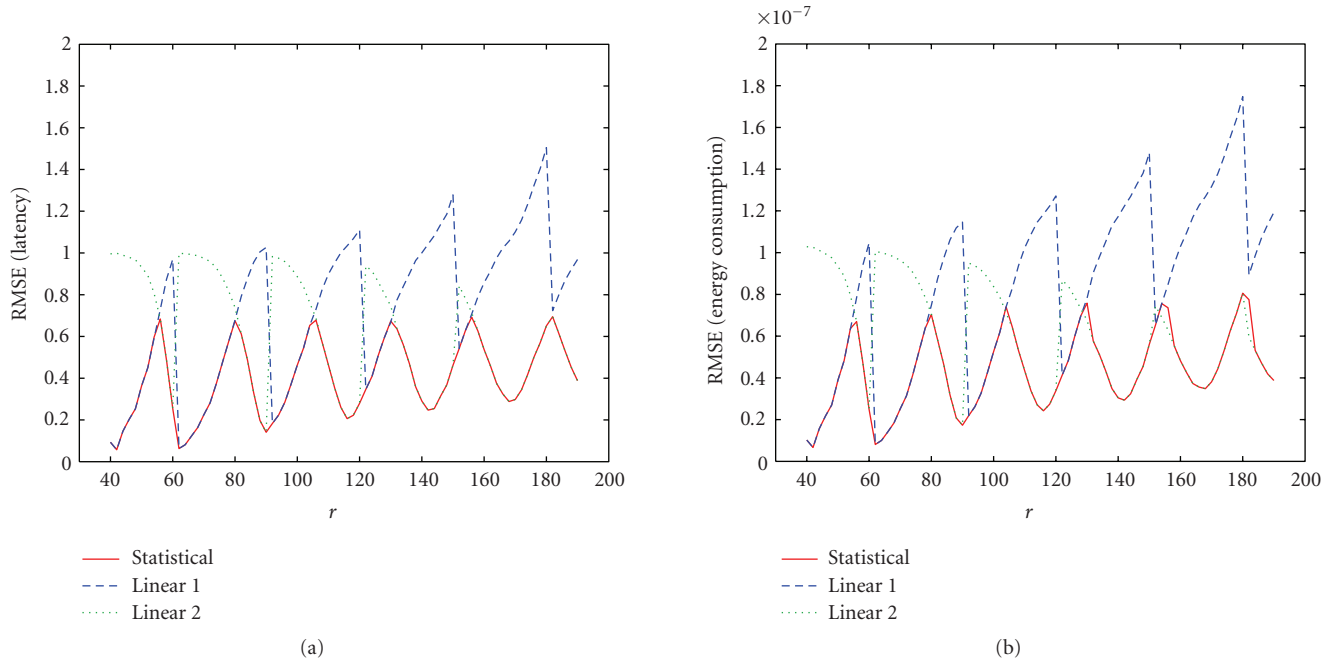 2
1.8
1.6
1.4
1.2
1
0.8
0.6
0.4
0.2
0
RMSE (latency)
40 60 80 100 120 140 160 180 200
r
Statistical
Linear 1
Linear 2
(a)
×10−7
2
1.8
1.6
1.4
1.2
1
0.8
0.6
0.4
0.2
0
RMSE (energy consumption)
40 60 80 100 120 140 160 180 200
r
Statistical
Linear 1
Linear 2
(b)